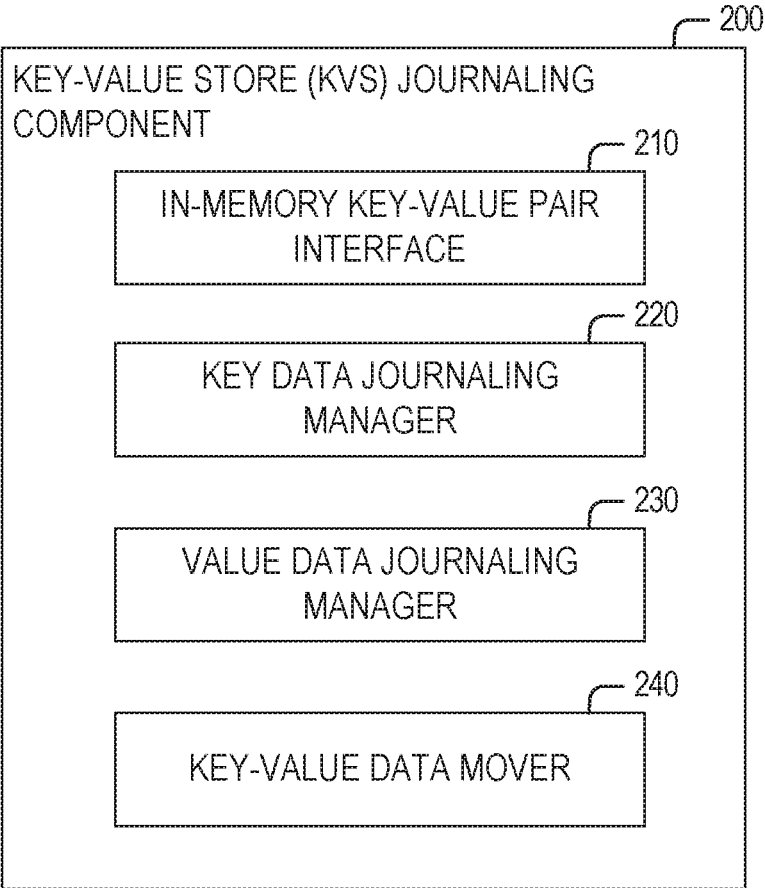 200
KEY-VALUE STORE (KVS) JOURNALING
COMPONENT
210
IN-MEMORY KEY-VALUE PAIR
INTERFACE
220
KEY DATA JOURNALING
MANAGER
230
VALUE DATA JOURNALING
MANAGER
240
KEY-VALUE DATA MOVER